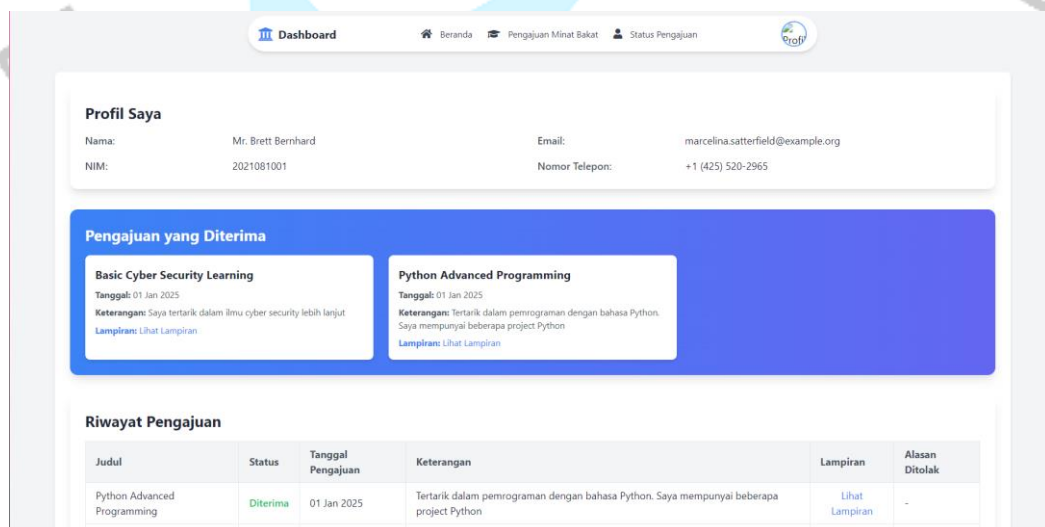 Dashboard Beranda Pengajuan Minat Bakat Status Pengajuan Profil
Profil Saya
Nama: Mr. Brett Bernhard Email: marcelina.satterfield@example.org
NIM: 2021081001 Nomor Telepon: +1 (425) 520-2965
Pengajuan yang Diterima
Basic Cyber Security Learning
Tanggal: 01 Jan 2025
Keterangan: Saya tertarik dalam ilmu cyber security lebih lanjut
Lampiran: Lihat Lampiran
Python Advanced Programming
Tanggal: 01 Jan 2025
Keterangan: Tertarik dalam pemrograman dengan bahasa Python.
Saya mempunyai beberapa project Python
Lampiran: Lihat Lampiran
Riwayat Pengajuan
Judul Status Tanggal Pengajuan Keterangan Lampiran Alasan Ditolak
Python Advanced Programming Diterima 01 Jan 2025 Tertarik dalam pemrograman dengan bahasa Python. Saya mempunyai beberapa project Python Lihat Lampiran -